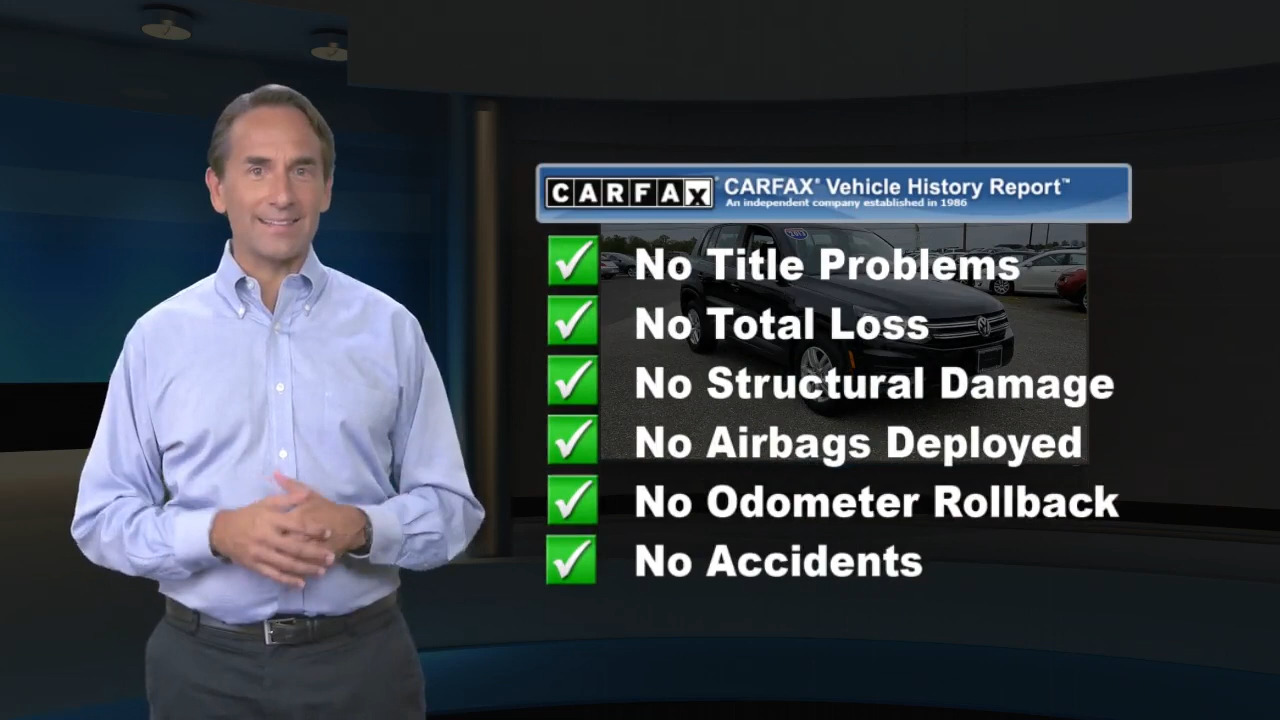 CARFAX CARFAX® Vehicle History Report™
An independent company established in 1986
No Title Problems
No Total Loss
No Structural Damage
No Airbags Deployed
No Odometer Rollback
No Accidents